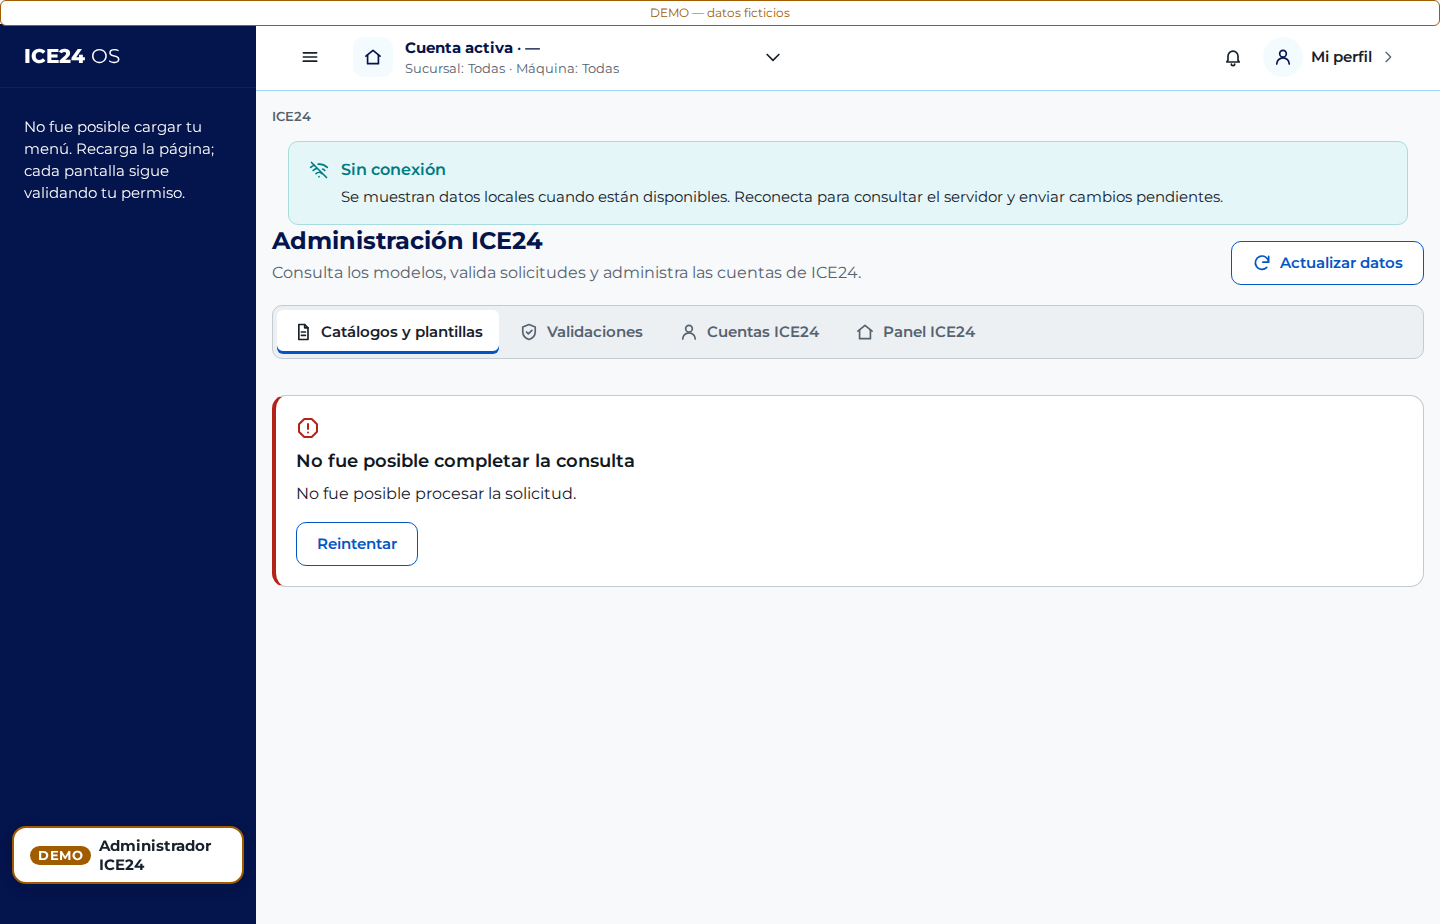 DEMO — datos ficticios
ICE24 OS
Cuenta activa · —
Sucursal: Todas · Máquina: Todas
Mi perfil
No fue posible cargar tu
menú. Recarga la página;
cada pantalla sigue
validando tu permiso.
ICE24
Sin conexión
Se muestran datos locales cuando están disponibles. Reconecta para consultar el servidor y enviar cambios pendientes.
Administración ICE24
Consulta los modelos, valida solicitudes y administra las cuentas de ICE24.
Actualizar datos
Catálogos y plantillas
Validaciones
Cuentas ICE24
Panel ICE24
No fue posible completar la consulta
No fue posible procesar la solicitud.
Reintentar
DEMO
Administrador
ICE24